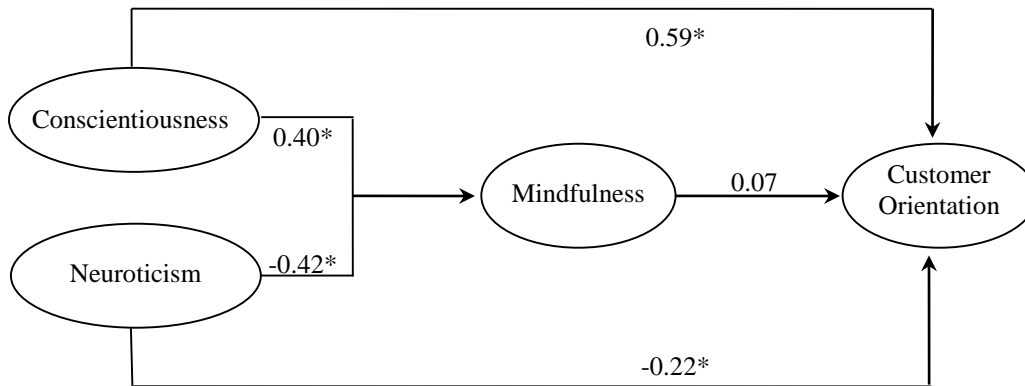 0.59*
Conscientiousness
0.40*
Mindfulness
0.07
Customer
Orientation
Neuroticism
-0.42*
-0.22*